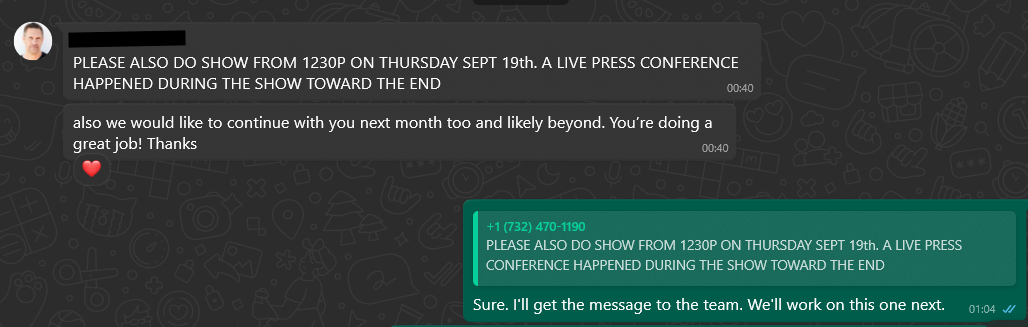 PLEASE ALSO DO SHOW FROM 1230P ON THURSDAY SEPT 19th. A LIVE PRESS CONFERENCE
HAPPENED DURING THE SHOW TOWARD THE END
00:40
also we would like to continue with you next month too and likely beyond. You're doing a
great job! Thanks
00:40
+1 (732) 470-1190
PLEASE ALSO DO SHOW FROM 1230P ON THURSDAY SEPT 19th. A LIVE PRESS
CONFERENCE HAPPENED DURING THE SHOW TOWARD THE END
Sure. I'll get the message to the team. We'll work on this one next.
01:04